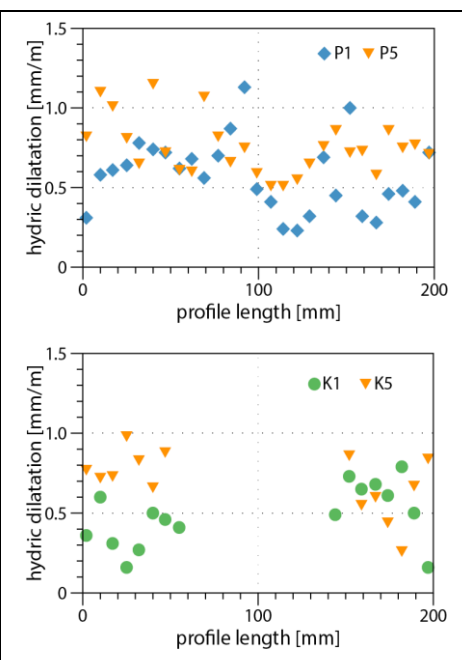 1.5
P1 P5
1.0
0.5
0
0 100 200
hydric dilatation [mm/m]
profile length [mm]
1.5
K1 K5
1.0
0.5
0
0 100 200
hydric dilatation [mm/m]
profile length [mm]